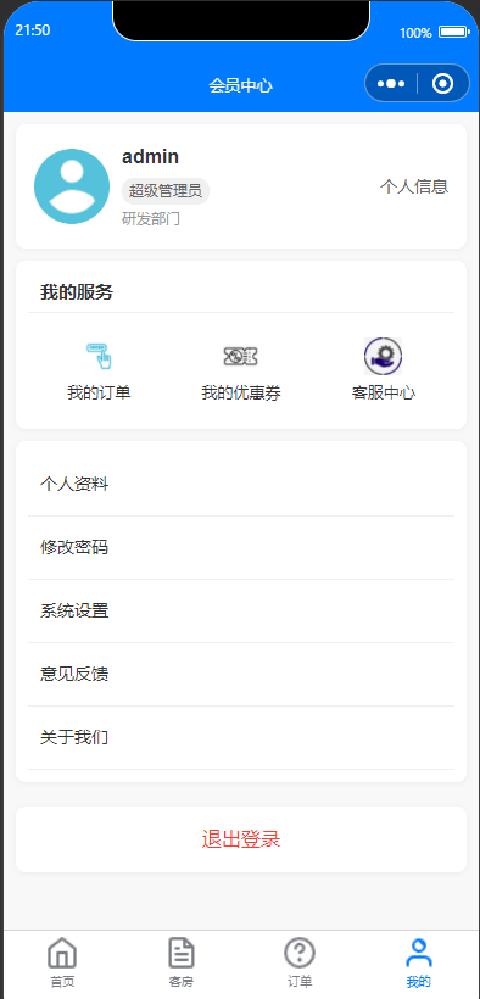 21:50
100%
会员中心
admin
超级管理员
研发部门
个人信息
我的服务
我的订单
我的优惠券
客服中心
个人资料
修改密码
系统设置
意见反馈
关于我们
退出登录
首页
客房
订单
我的